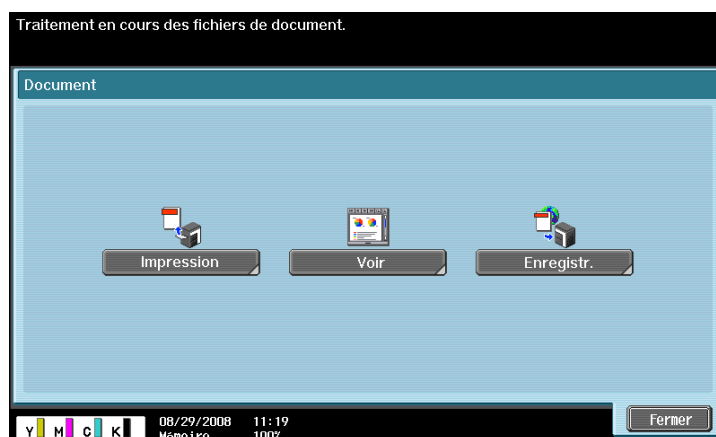 Traitement en cours des fichiers de document.
Document
Impression
Voir
Enregistr.
Fermer
Y M C K
08/29/2008 11:19
Mémoire 100%